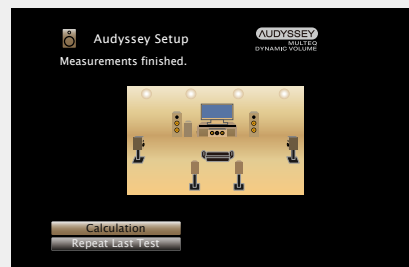 Audyssey Setup
AUDYSSEY
MULTEQ
DYNAMIC VOLUME
Measurements finished.
Calculation
Repeat Last Test